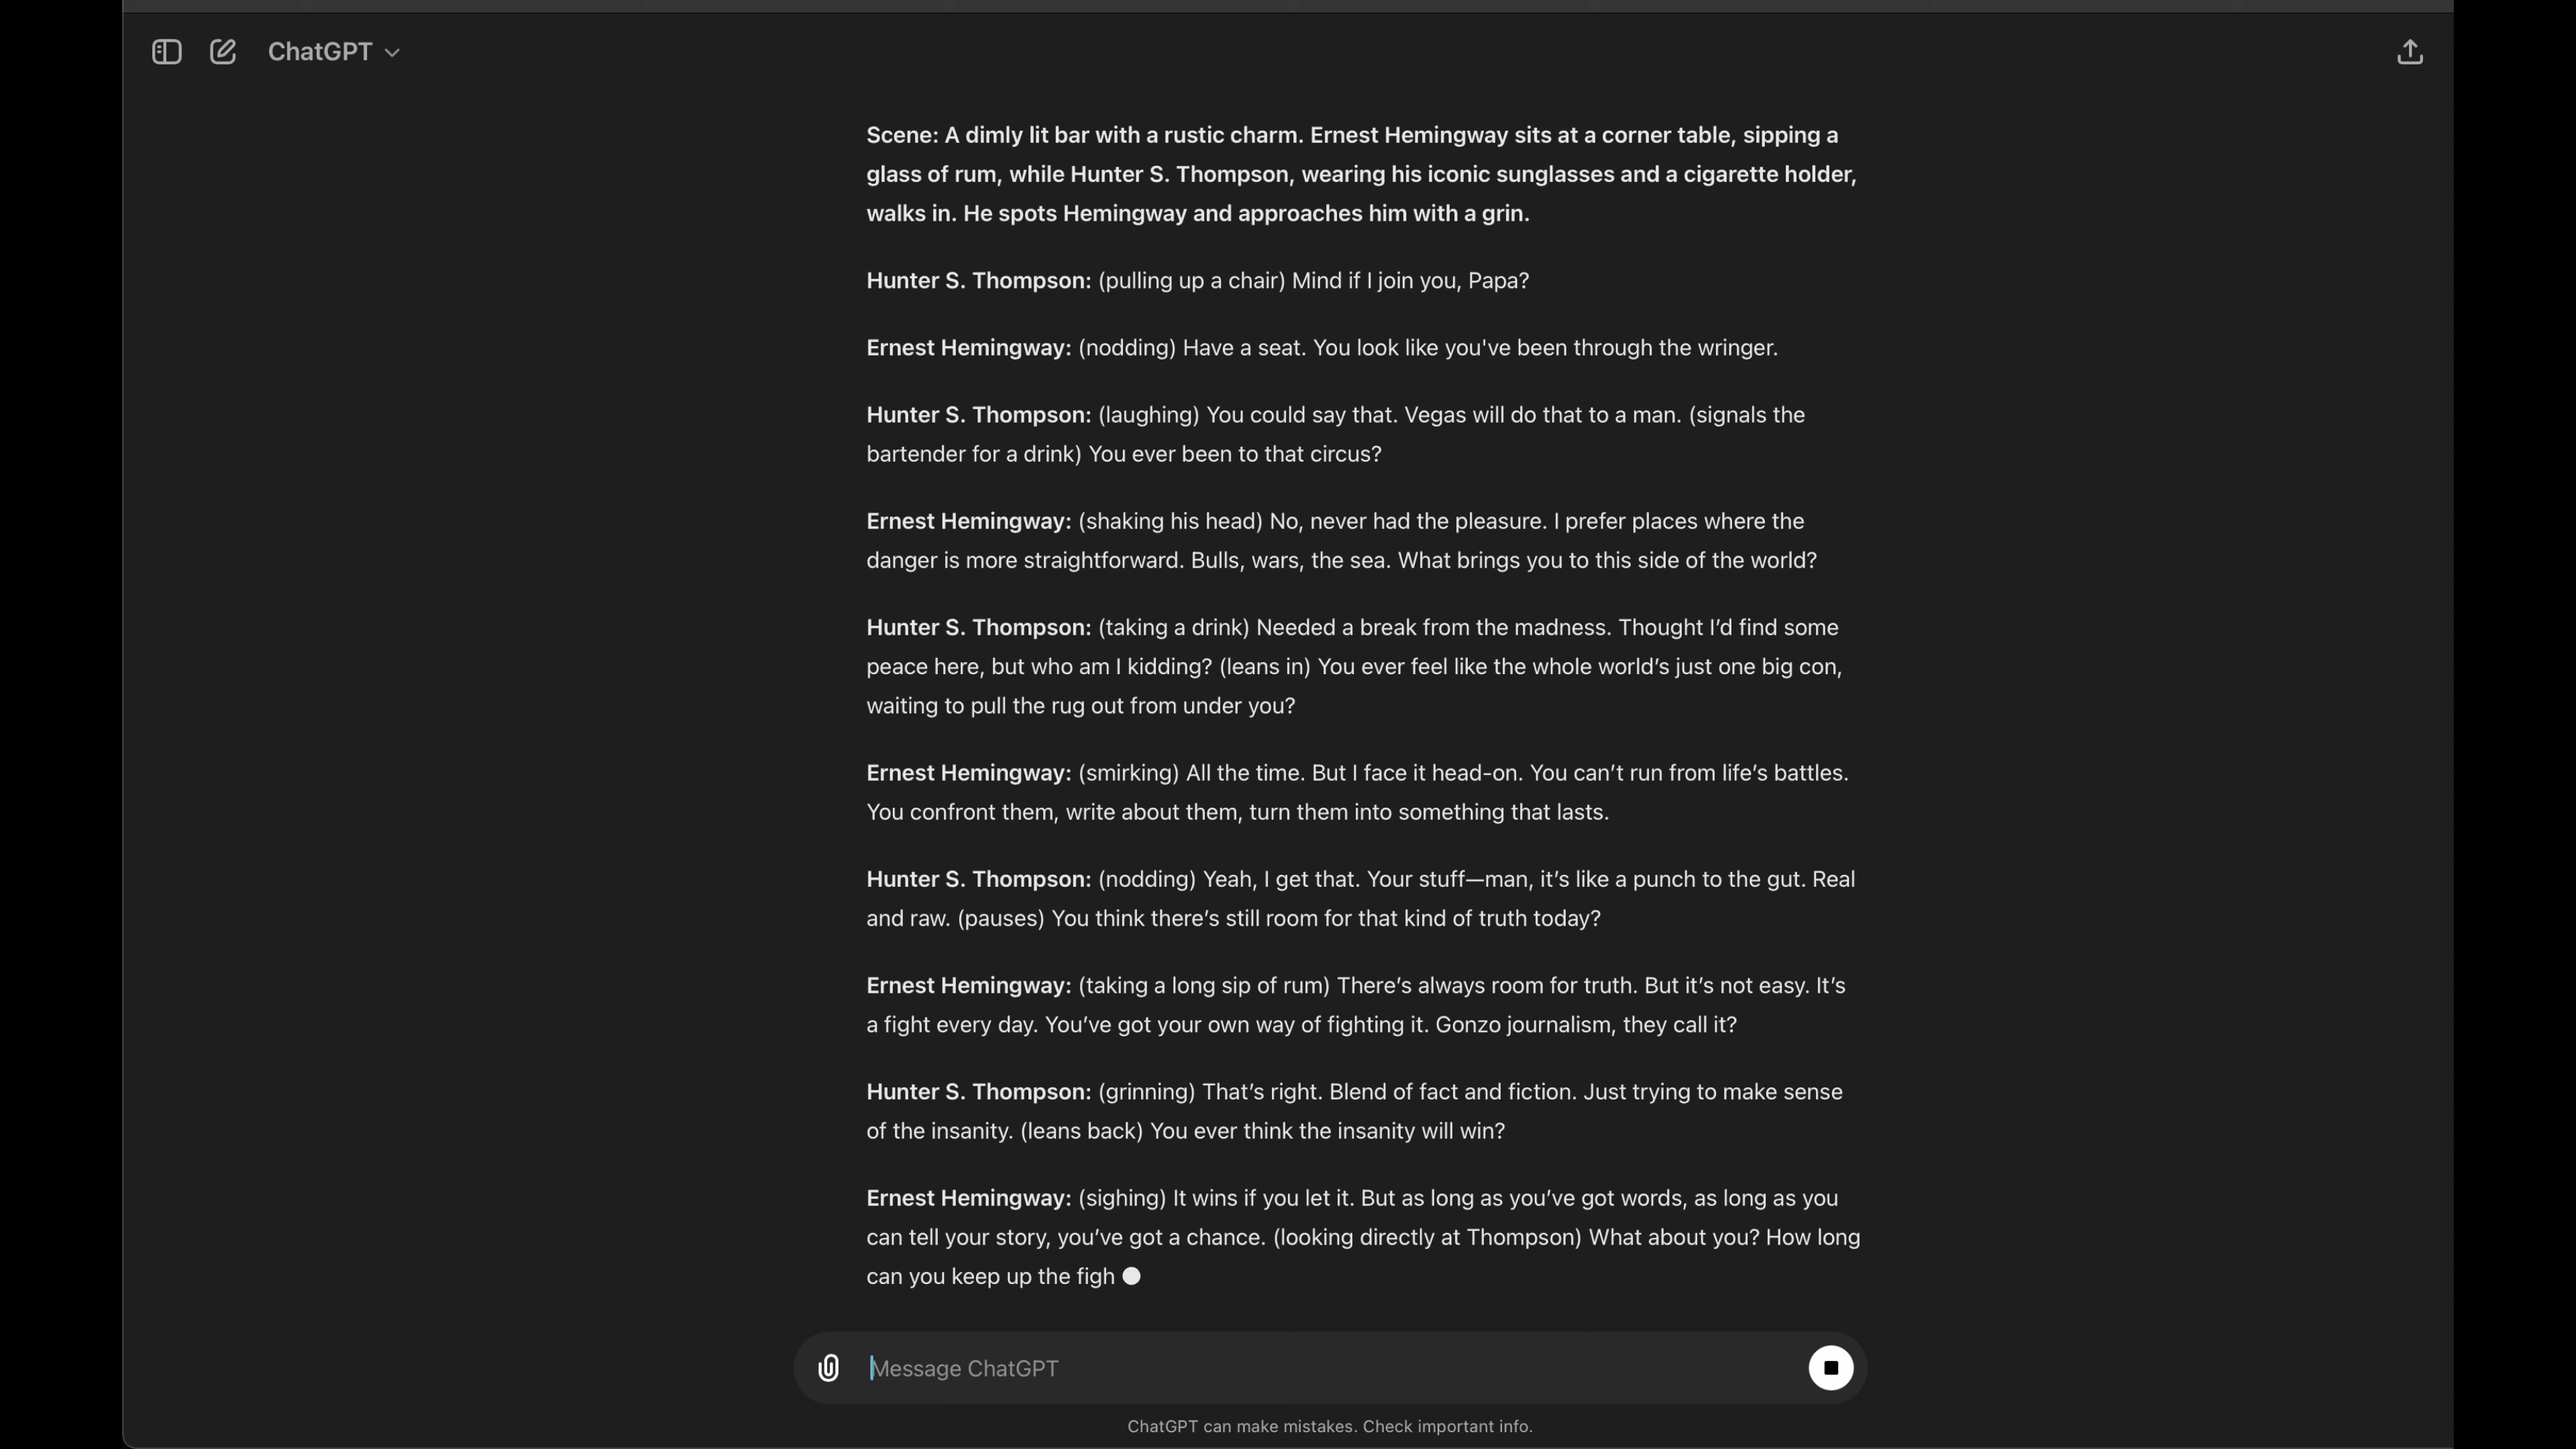 ChatGPT
Scene: A dimly lit bar with a rustic charm. Ernest Hemingway sits at a corner table, sipping a
glass of rum, while Hunter S. Thompson, wearing his iconic sunglasses and a cigarette holder,
walks in. He spots Hemingway and approaches him with a grin.
Hunter S. Thompson: (pulling up a chair) Mind if I join you, Papa?
Ernest Hemingway: (nodding) Have a seat. You look like you've been through the wringer.
Hunter S. Thompson: (laughing) You could say that. Vegas will do that to a man. (signals the
bartender for a drink) You ever been to that circus?
Ernest Hemingway: (shaking his head) No, never had the pleasure. I prefer places where the
danger is more straightforward. Bulls, wars, the sea. What brings you to this side of the world?
Hunter S. Thompson: (taking a drink) Needed a break from the madness. Thought I’d find some
peace here, but who am I kidding? (leans in) You ever feel like the whole world’s just one big con,
waiting to pull the rug out from under you?
Ernest Hemingway: (smirking) All the time. But I face it head-on. You can’t run from life’s battles.
You confront them, write about them, turn them into something that lasts.
Hunter S. Thompson: (nodding) Yeah, I get that. Your stuff—man, it’s like a punch to the gut. Real
and raw. (pauses) You think there’s still room for that kind of truth today?
Ernest Hemingway: (taking a long sip of rum) There’s always room for truth. But it’s not easy. It’s
a fight every day. You’ve got your own way of fighting it. Gonzo journalism, they call it?
Hunter S. Thompson: (grinning) That’s right. Blend of fact and fiction. Just trying to make sense
of the insanity. (leans back) You ever think the insanity will win?
Ernest Hemingway: (sighing) It wins if you let it. But as long as you’ve got words, as long as you
can tell your story, you’ve got a chance. (looking directly at Thompson) What about you? How long
can you keep up the figh
Message ChatGPT
ChatGPT can make mistakes. Check important info.